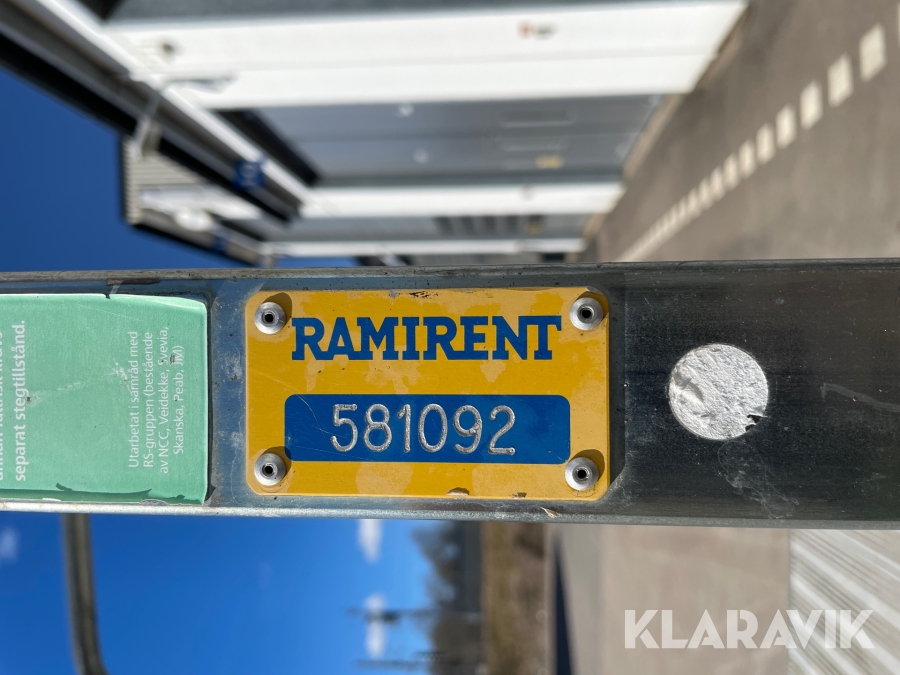 separat stegtillstånd.
Utarbetat i samråd med
RS-gruppen (bestående
av NCC, Veidekke, Svevia,
Skanska, Peab, JM)
RAMIRENT
581092
KLARAVIK